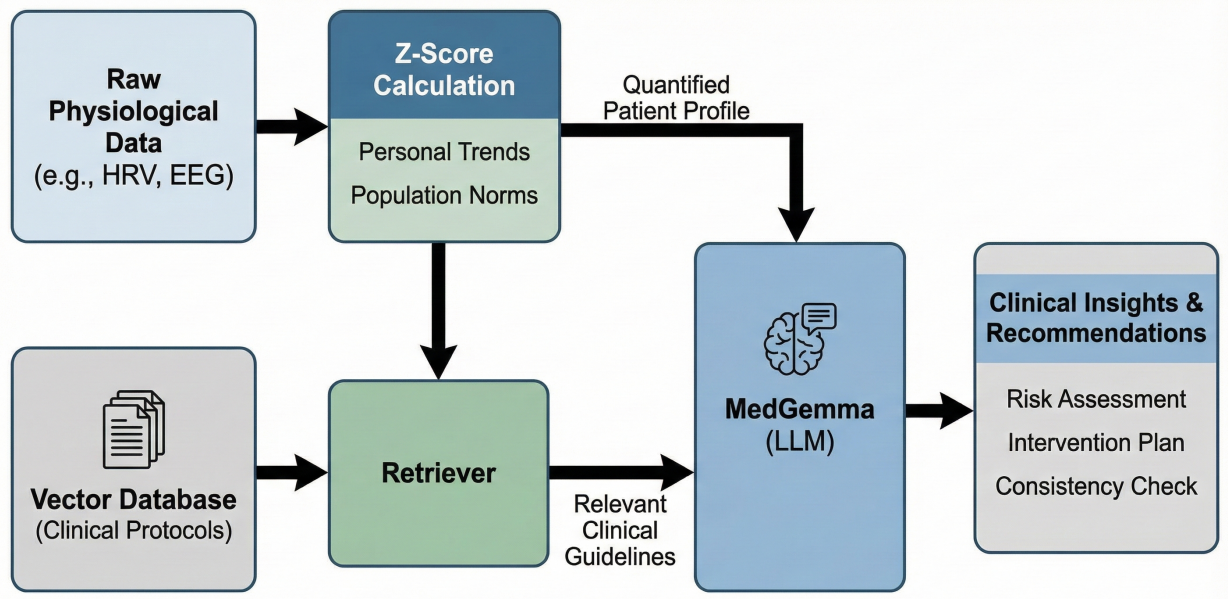 Raw
Physiological
Data
(e.g., HRV, EEG)
Z-Score
Calculation
Personal Trends
Population Norms
Quantified
Patient Profile
Vector Database
(Clinical Protocols)
Retriever
Relevant
Clinical
Guidelines
MedGemma
(LLM)
Clinical Insights &
Recommendations
Risk Assessment
Intervention Plan
Consistency Check